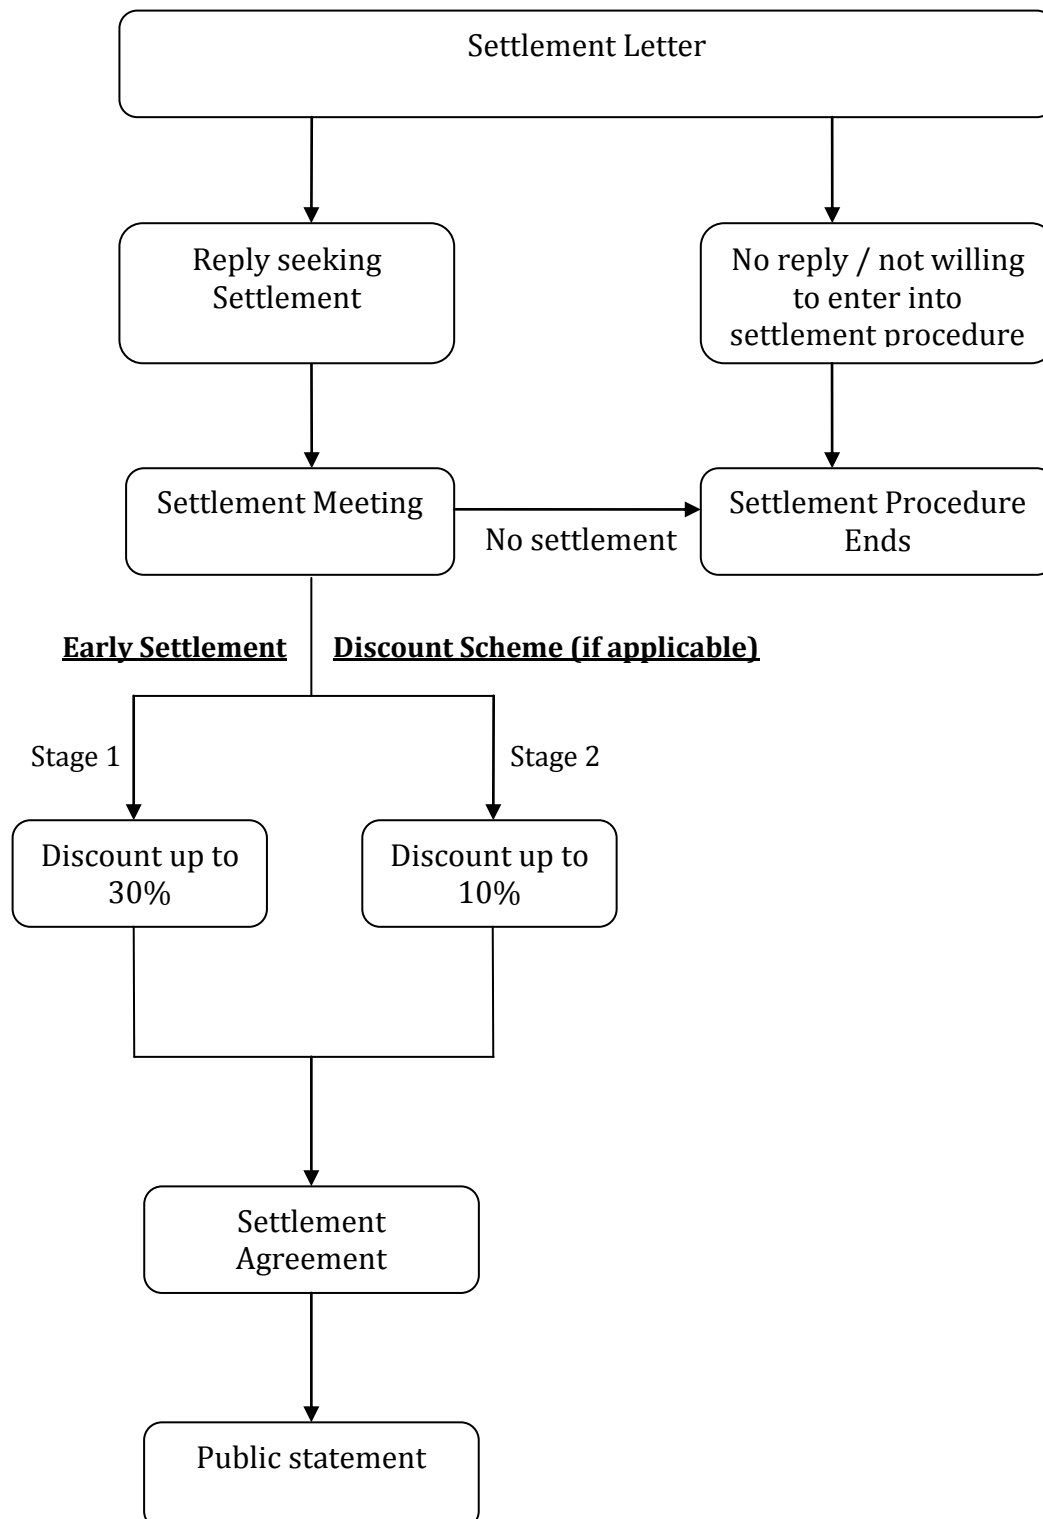 Settlement Letter
Reply seeking
Settlement
No reply / not willing
to enter into
settlement procedure
Settlement Meeting
No settlement
Settlement Procedure
Ends
Early Settlement Discount Scheme (if applicable)
Stage 1
Stage 2
Discount up to
30%
Discount up to
10%
Settlement
Agreement
Public statement